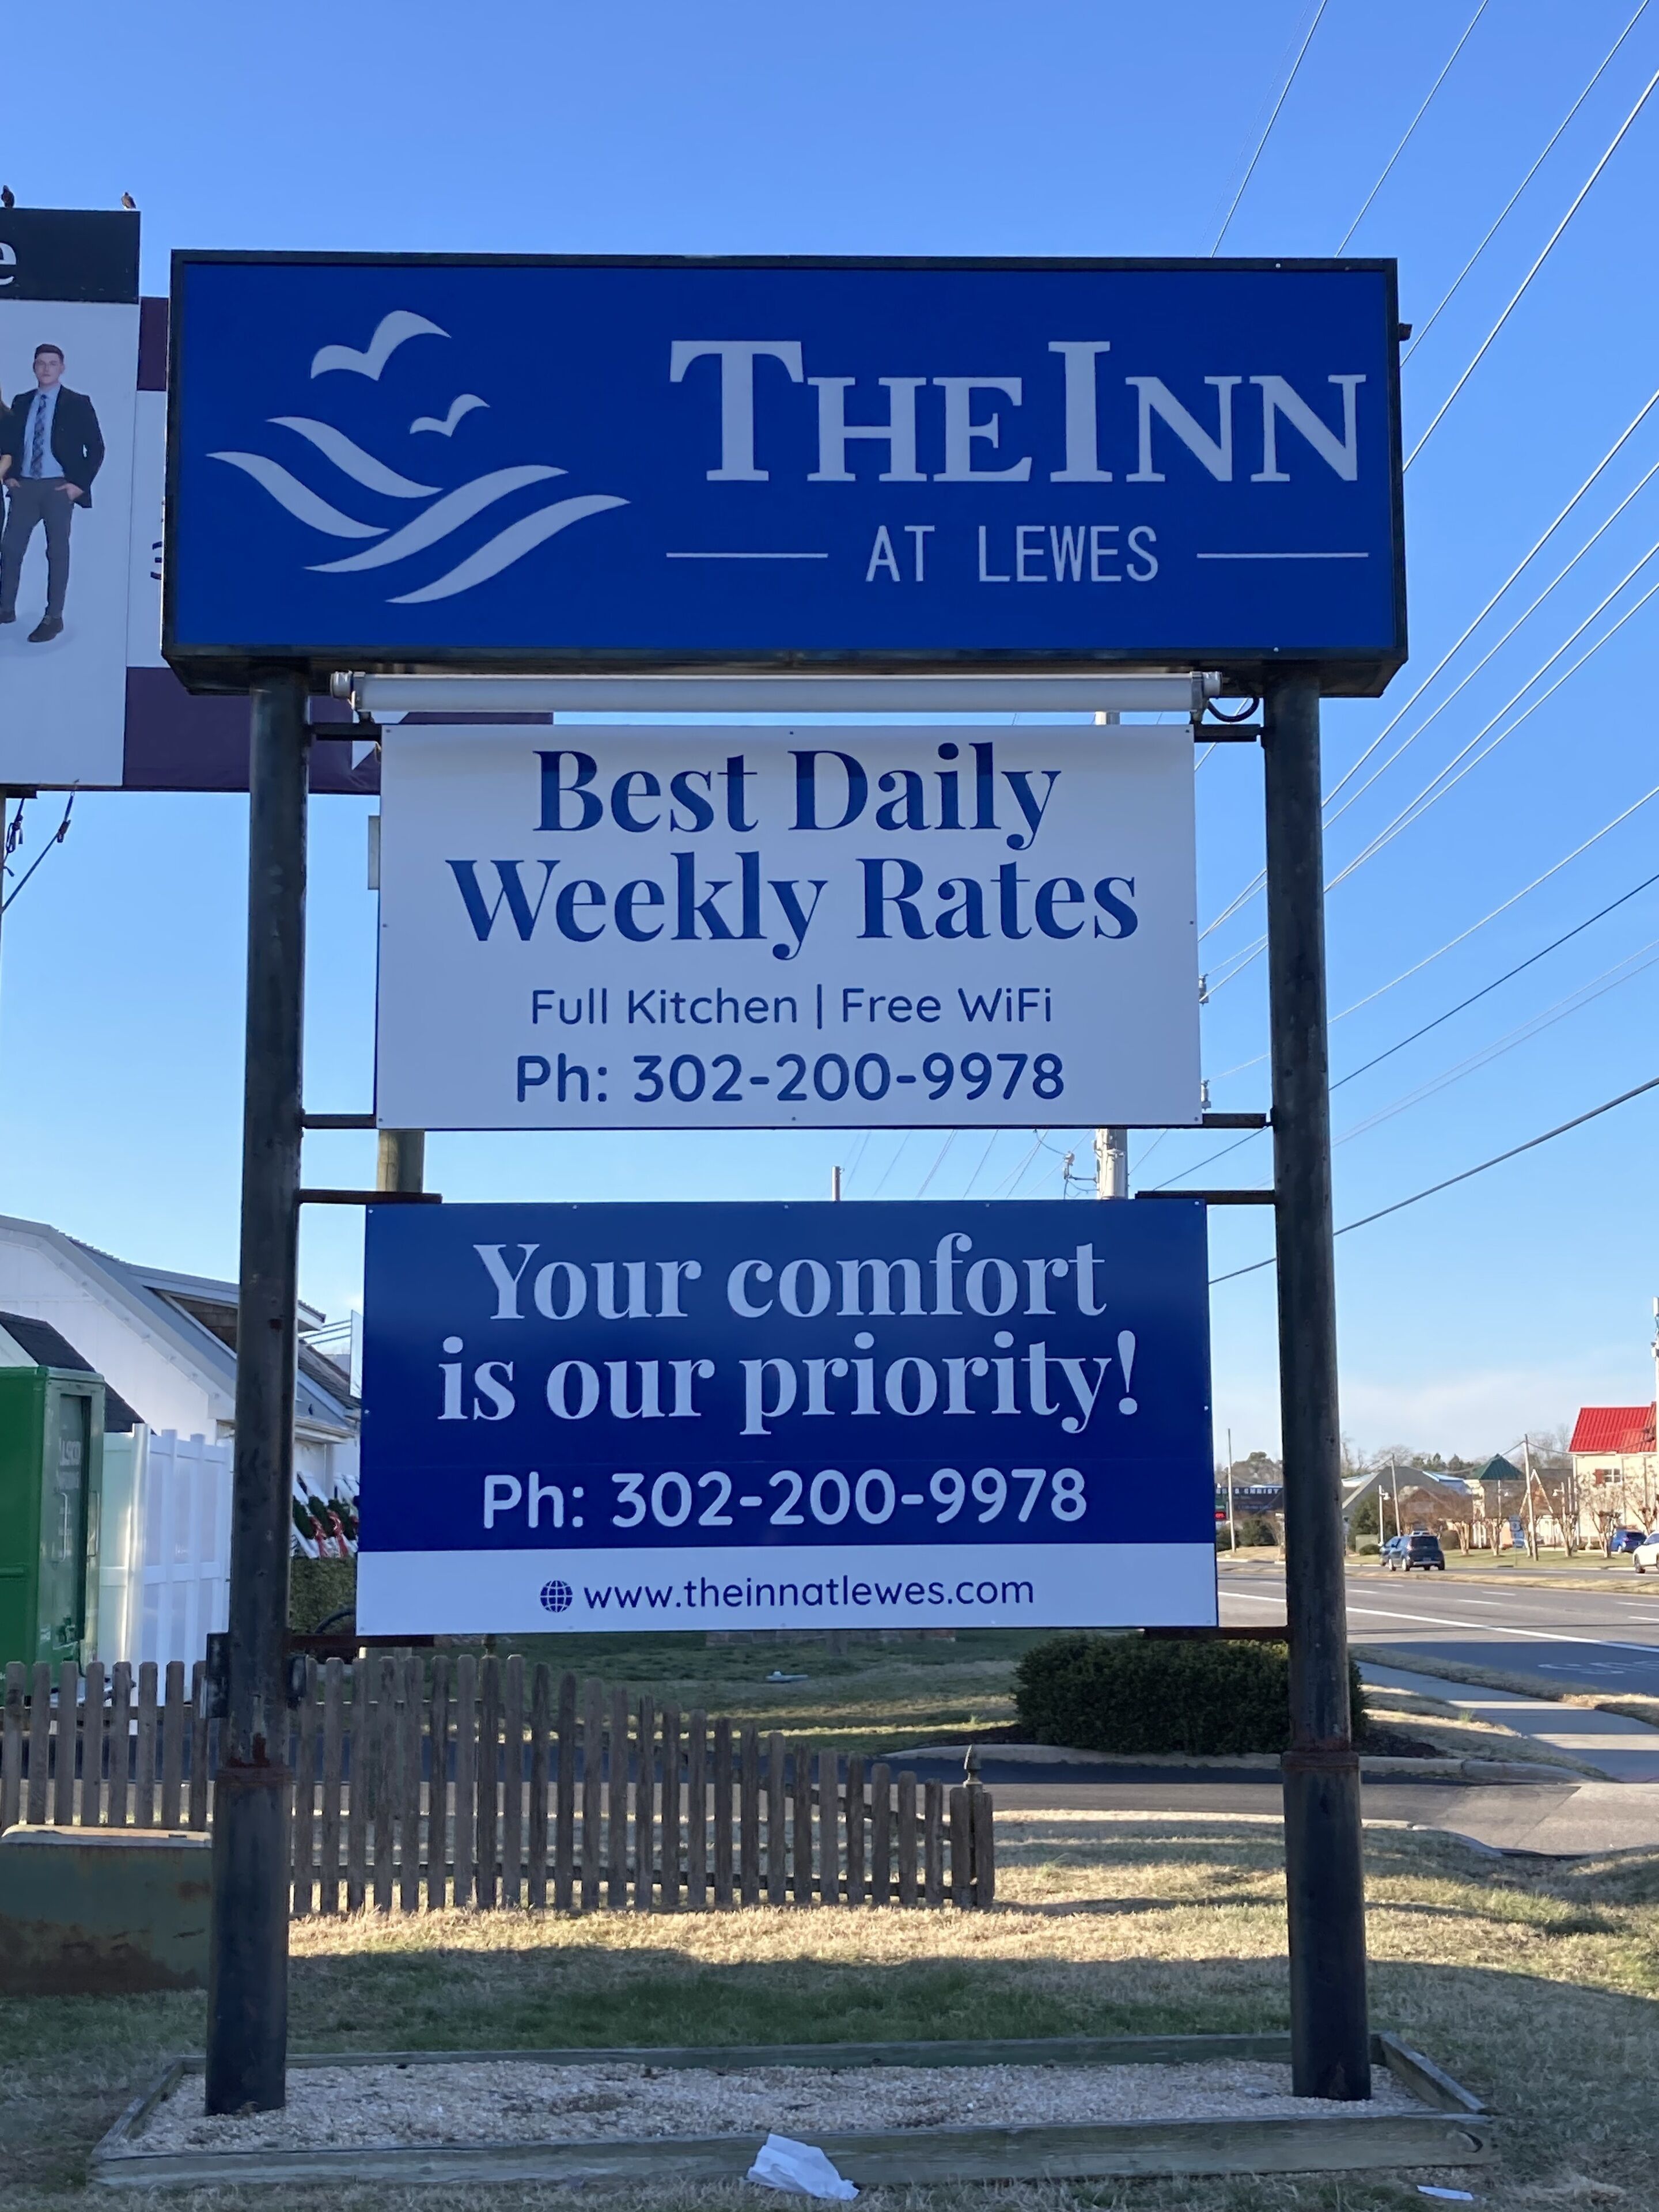 THE INN
AT LEWES
Best Daily
Weekly Rates
Full Kitchen | Free WiFi
Ph: 302-200-9978
Your comfort
is our priority!
Ph: 302-200-9978
www.theinnatlewes.com